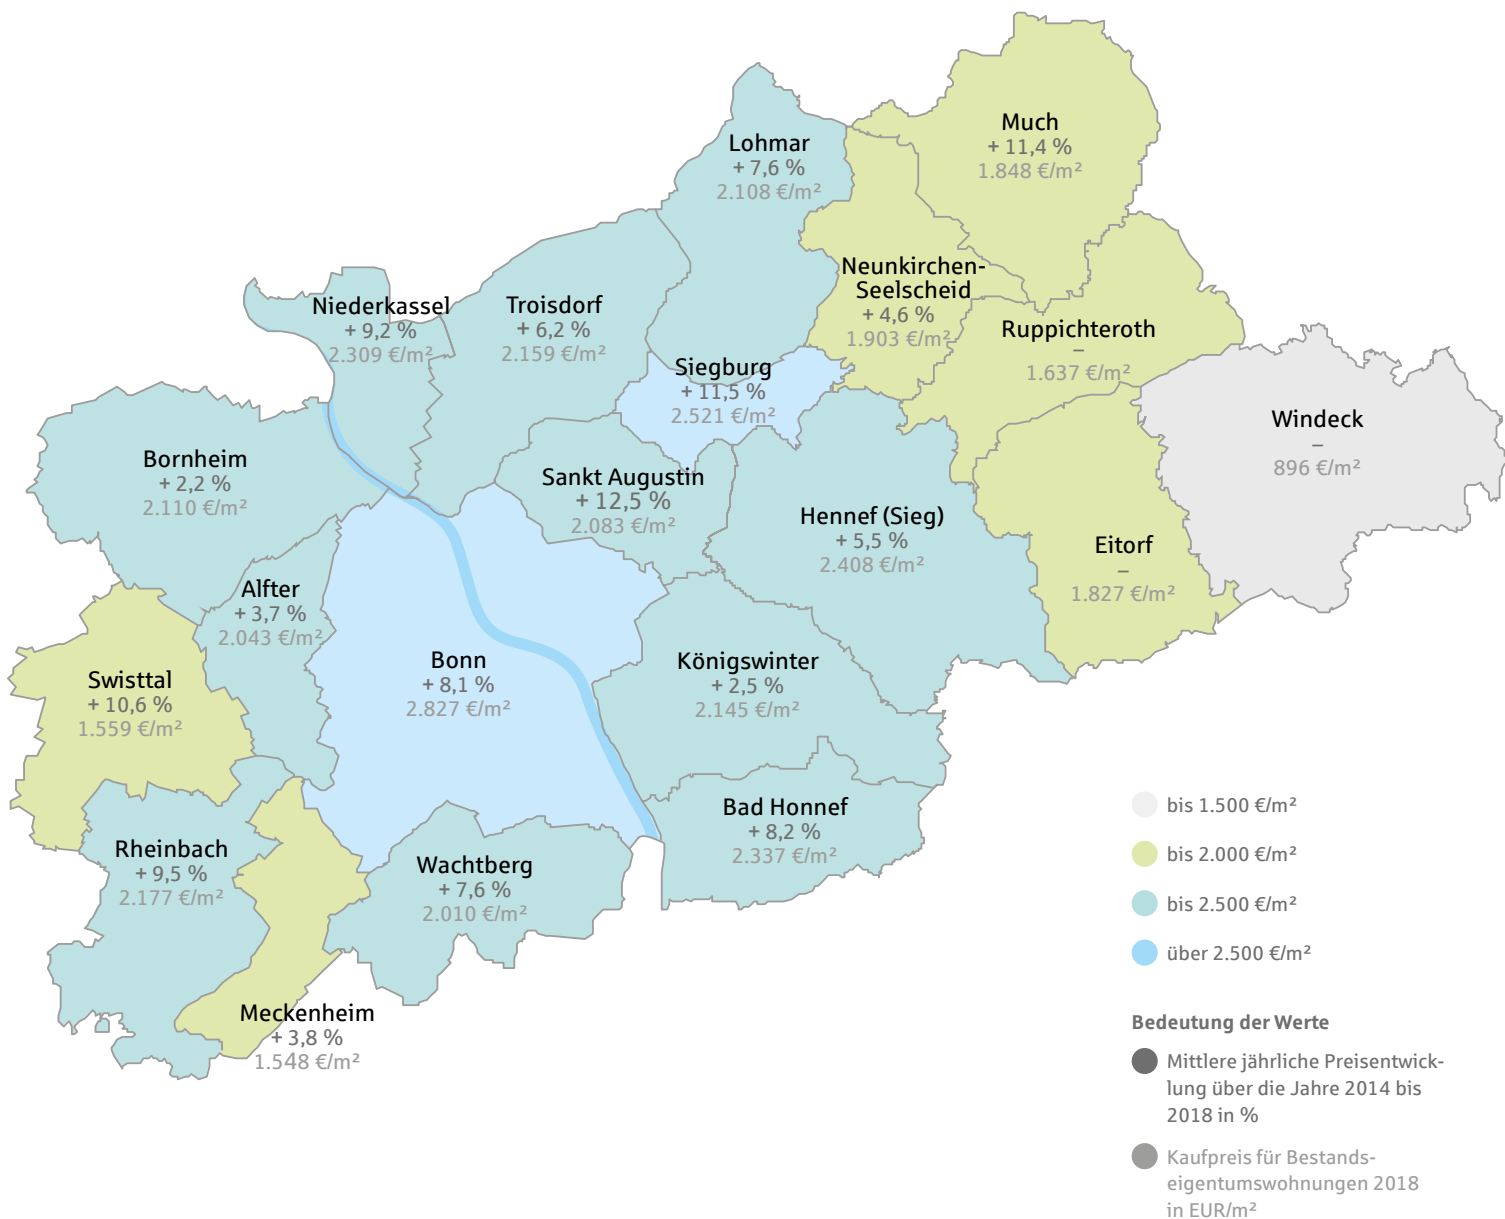 Much
+ 11,4 %
1.848 €/m²
Lohmar
+ 7,6 %
2.108 €/m²
Neunkirchen-
Seelscheid
+ 4,6 %
1.903 €/m²
Niederkassel
+ 9,2 %
2.309 €/m²
Troisdorf
+ 6,2 %
2.159 €/m²
Ruppichteroth
–
1.637 €/m²
Siegburg
+ 11,5 %
2.521 €/m²
Windeck
–
896 €/m²
Bornheim
+ 2,2 %
2.110 €/m²
Sankt Augustin
+ 12,5 %
2.083 €/m²
Hennef (Sieg)
+ 5,5 %
2.408 €/m²
Eitorf
–
1.827 €/m²
Alfter
+ 3,7 %
2.043 €/m²
Bonn
+ 8,1 %
2.827 €/m²
Königswinter
+ 2,5 %
2.145 €/m²
Swisttal
+ 10,6 %
1.559 €/m²
Bad Honnef
+ 8,2 %
2.337 €/m²
Rheinbach
+ 9,5 %
2.177 €/m²
Wachtberg
+ 7,6 %
2.010 €/m²
Meckenheim
+ 3,8 %
1.548 €/m²
bis 1.500 €/m²
bis 2.000 €/m²
bis 2.500 €/m²
über 2.500 €/m²
Bedeutung der Werte
Mittlere jährliche Preisentwick-
lung über die Jahre 2014 bis
2018 in %
Kaufpreis für Bestands-
eigentumswohnungen 2018
in EUR/m²